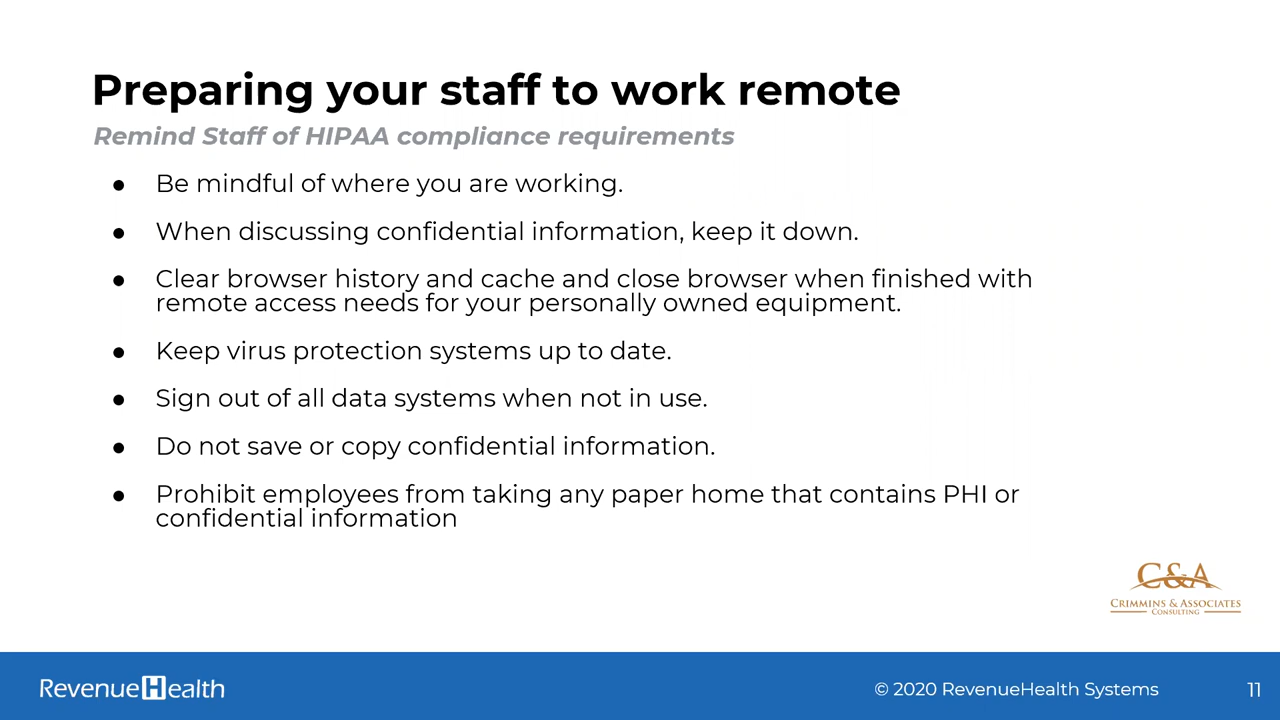 Preparing your staff to work remote
Remind Staff of HIPAA compliance requirements
● Be mindful of where you are working.
● When discussing confidential information, keep it down.
● Clear browser history and cache and close browser when finished with
remote access needs for your personally owned equipment.
● Keep virus protection systems up to date.
● Sign out of all data systems when not in use.
● Do not save or copy confidential information.
● Prohibit employees from taking any paper home that contains PHI or
confidential information
C&A
CRIMMINS & ASSOCIATES
CONSULTING
RevenueHealth
© 2020 RevenueHealth Systems
11